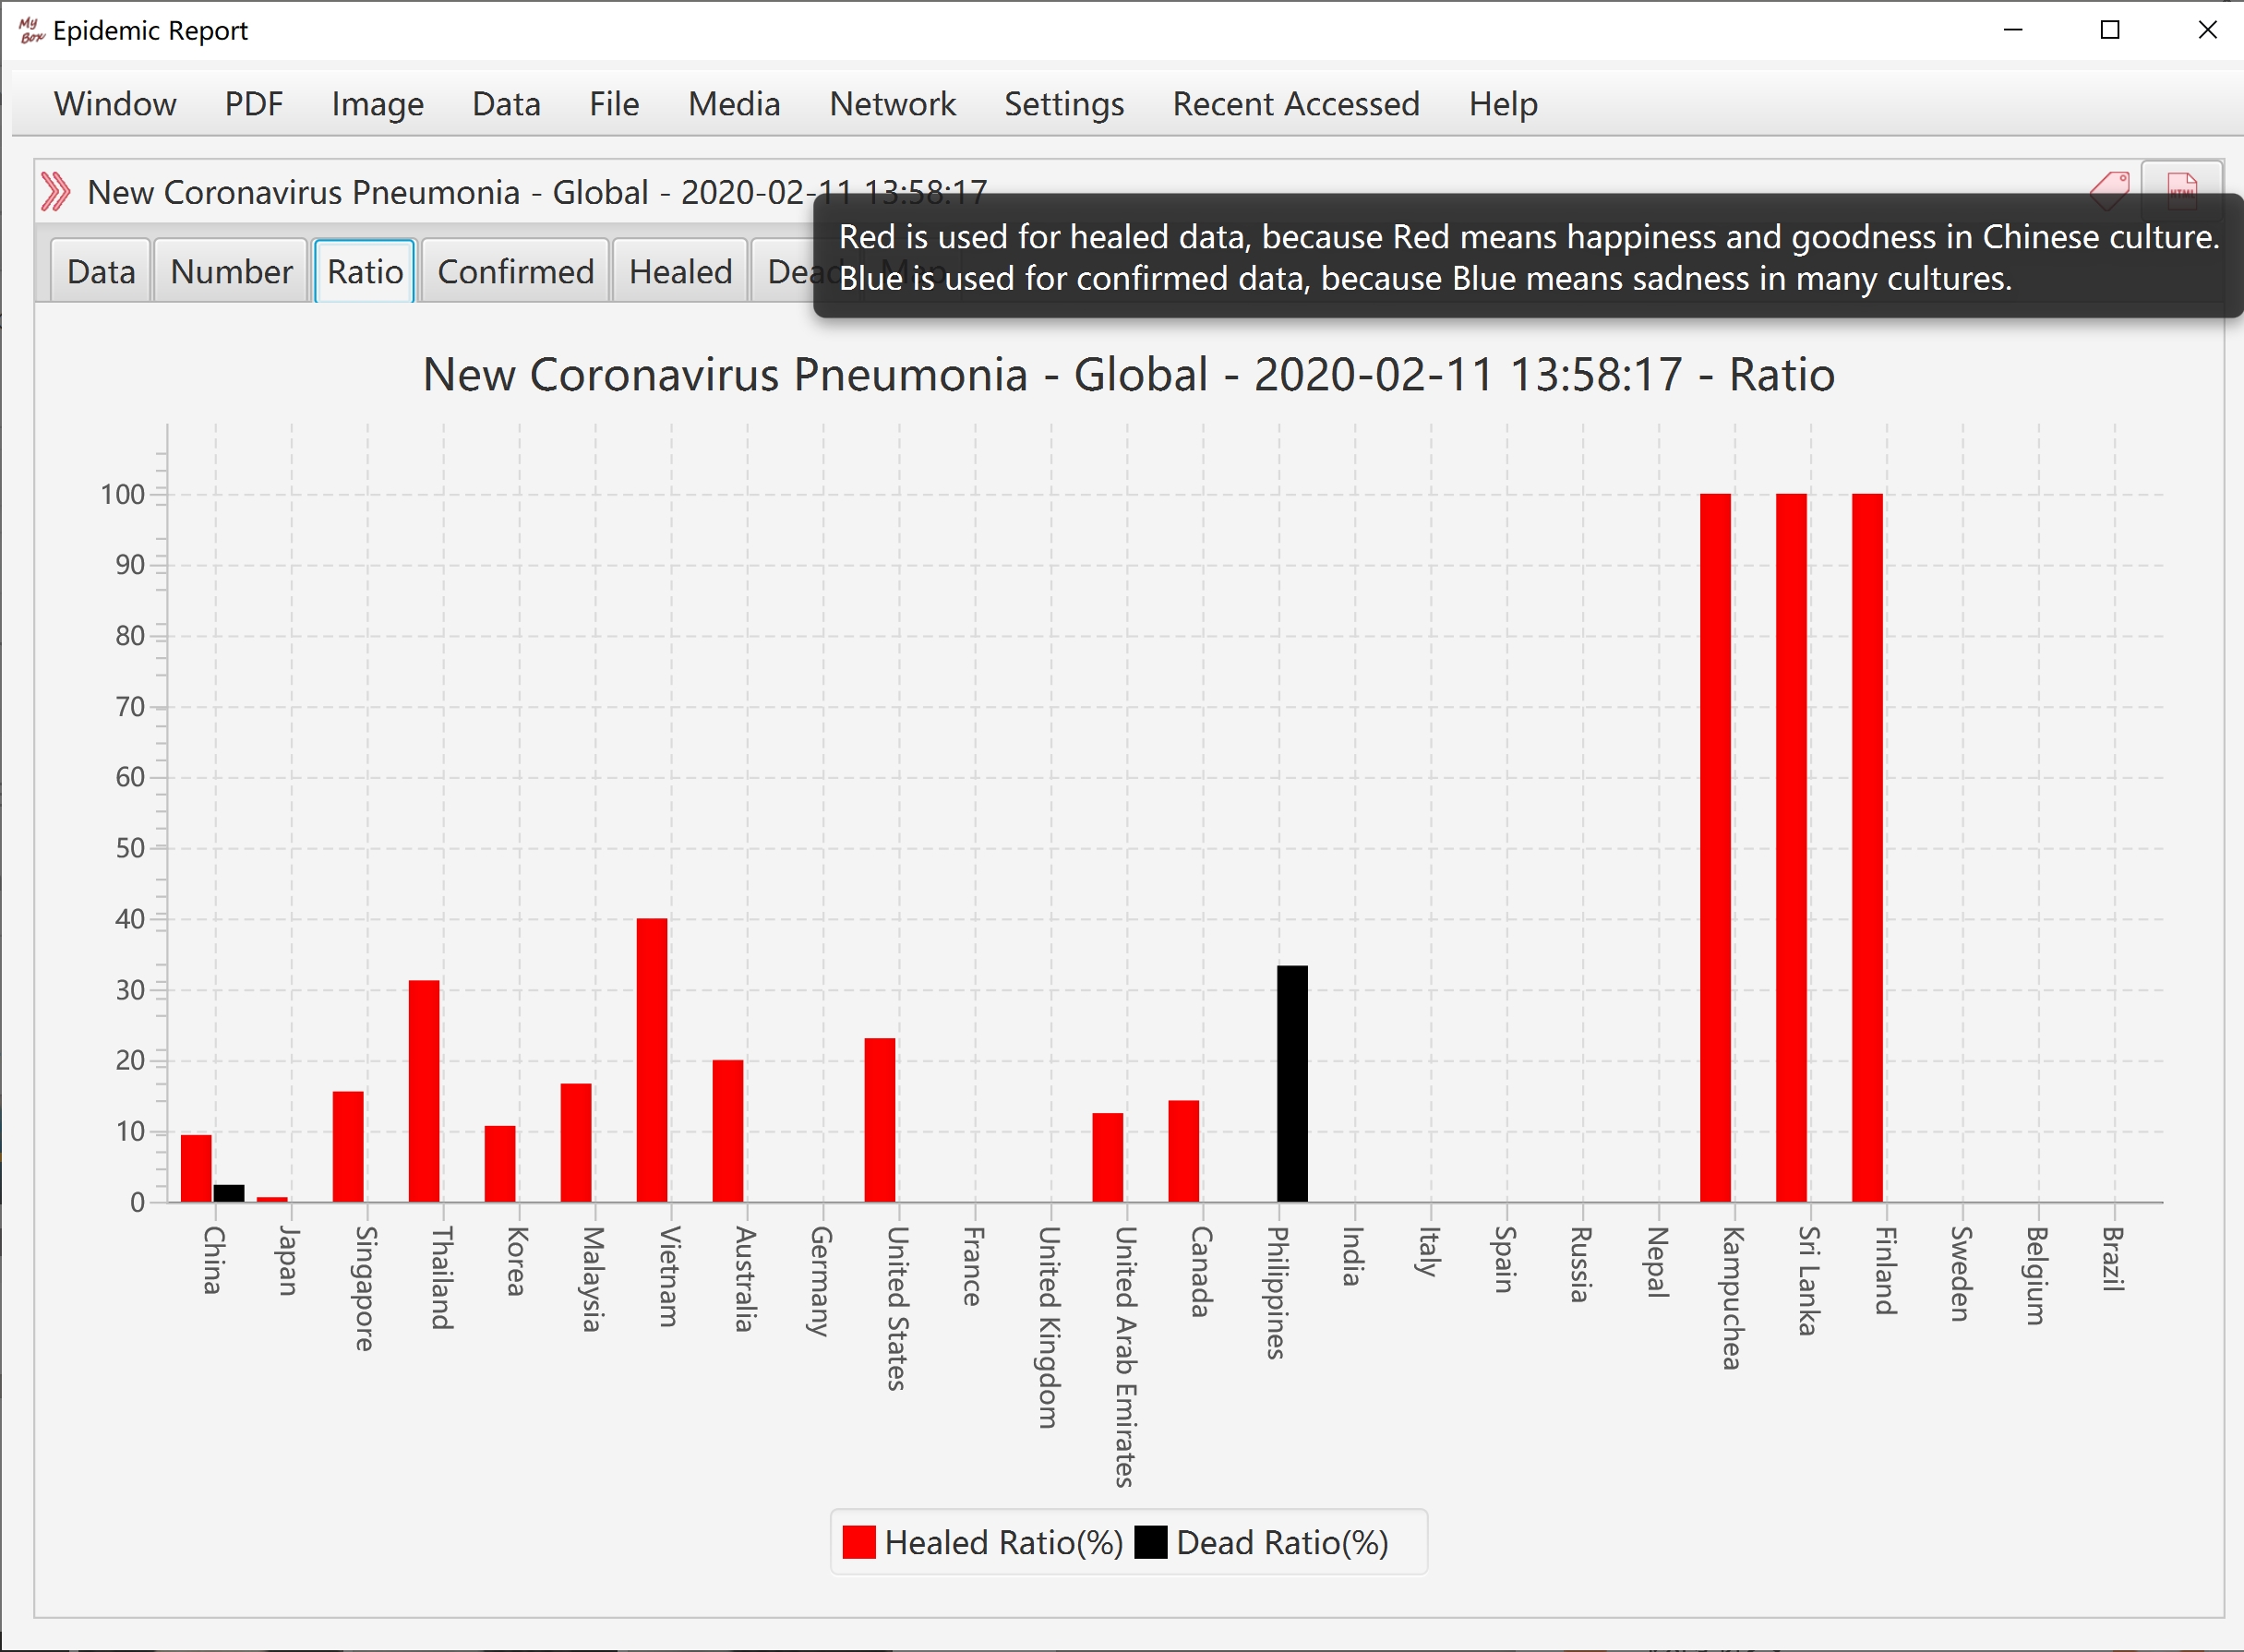 My Box Epidemic Report
Window PDF Image Data File Media Network Settings Recent Accessed Help
New Coronavirus Pneumonia - Global - 2020-02-11 13:58:17
HTML
Data Number Ratio Confirmed Healed Dead Map
Red is used for healed data, because Red means happiness and goodness in Chinese culture.
Blue is used for confirmed data, because Blue means sadness in many cultures.
New Coronavirus Pneumonia - Global - 2020-02-11 13:58:17 - Ratio
100
90
80
70
60
50
40
30
20
10
0
China
Japan
Singapore
Thailand
Korea
Malaysia
Vietnam
Australia
Germany
United States
France
United Kingdom
United Arab Emirates
Canada
Philippines
India
Italy
Spain
Russia
Nepal
Kampuchea
Sri Lanka
Finland
Sweden
Belgium
Brazil
Healed Ratio(%) Dead Ratio(%)